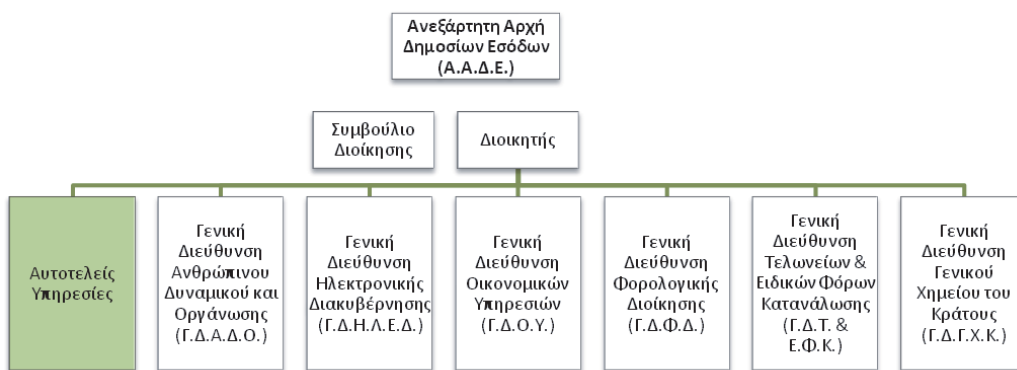 Ανεξάρτητη Αρχή
Δημοσίων Εσόδων
(Α.Α.Δ.Ε.)
Συμβούλιο
Διοίκησης
Διοικητής
Αυτοτελείς
Υπηρεσίες
Γενική
Διεύθυνση
Ανθρώπινου
Δυναμικού και
Οργάνωσης
(Γ.Δ.Α.Δ.Ο.)
Γενική
Διεύθυνση
Ηλεκτρονικής
Διακυβέρνησης
(Γ.Δ.Η.Λ.Ε.Δ.)
Γενική
Διεύθυνση
Οικονομικών
Υπηρεσιών
(Γ.Δ.Ο.Υ.)
Γενική
Διεύθυνση
Φορολογικής
Διοίκησης
(Γ.Δ.Φ.Δ.)
Γενική
Διεύθυνση
Τελωνείων &
Ειδικών Φόρων
Κατανάλωσης
(Γ.Δ.Τ. &
Ε.Φ.Κ.)
Γενική
Διεύθυνση
Γενικού
Χημείου του
Κράτους
(Γ.Δ.Γ.Χ.Κ.)